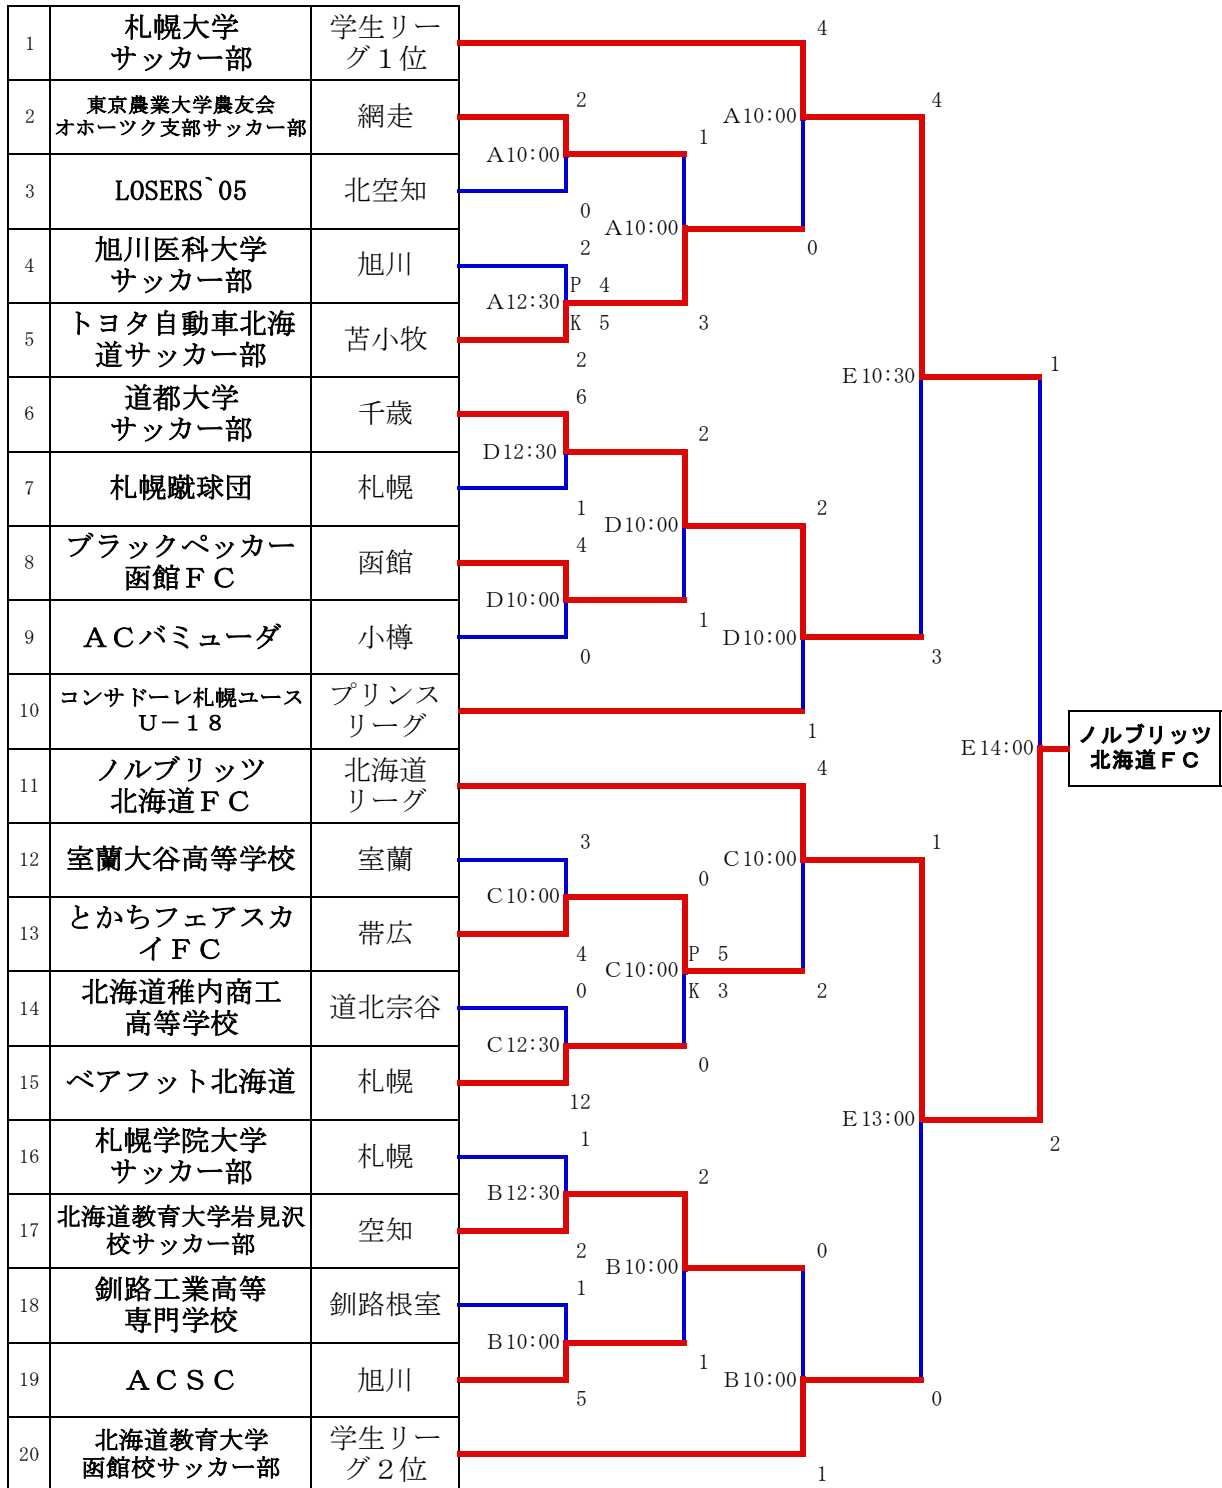 1
札幌大学
サッカー部
学生リー
グ１位
2
東京農業大学農友会
オホーツク支部サッカー部
網走
3
LOSERS`05
北空知
4
旭川医科大学
サッカー部
旭川
5
トヨタ自動車北海
道サッカー部
苫小牧
6
道都大学
サッカー部
千歳
7
札幌蹴球団
札幌
8
ブラックペッカー
函館ＦＣ
函館
9
ＡＣバミューダ
小樽
10
コンサドーレ札幌ユース
Ｕ－１８
プリンス
リーグ
11
ノルブリッツ
北海道ＦＣ
北海道
リーグ
12
室蘭大谷高等学校
室蘭
13
とかちフェアスカ
イＦＣ
帯広
14
北海道稚内商工
高等学校
道北宗谷
15
ベアフット北海道
札幌
16
札幌学院大学
サッカー部
札幌
17
北海道教育大学岩見沢
校サッカー部
空知
18
釧路工業高等
専門学校
釧路根室
19
ＡＣＳＣ
旭川
20
北海道教育大学
函館校サッカー部
学生リー
グ２位
2
Ａ10:00
0
2
P 4
Ａ12:30
K 5
2
6
Ｄ12:30
1
4
Ｄ10:00
0
3
Ｃ10:00
4
0
Ｃ12:30
12
1
Ｂ12:30
2
1
Ｂ10:00
5
1
Ａ10:00
3
2
Ｄ10:00
1
0
P 5
Ｃ10:00
K 3
0
2
Ｂ10:00
1
4
Ａ10:00
0
2
Ｄ10:00
1
4
Ｃ10:00
2
0
Ｂ10:00
1
4
Ｅ10:30
3
1
Ｅ13:00
0
1
Ｅ14:00
2
ノルブリッツ
北海道ＦＣ